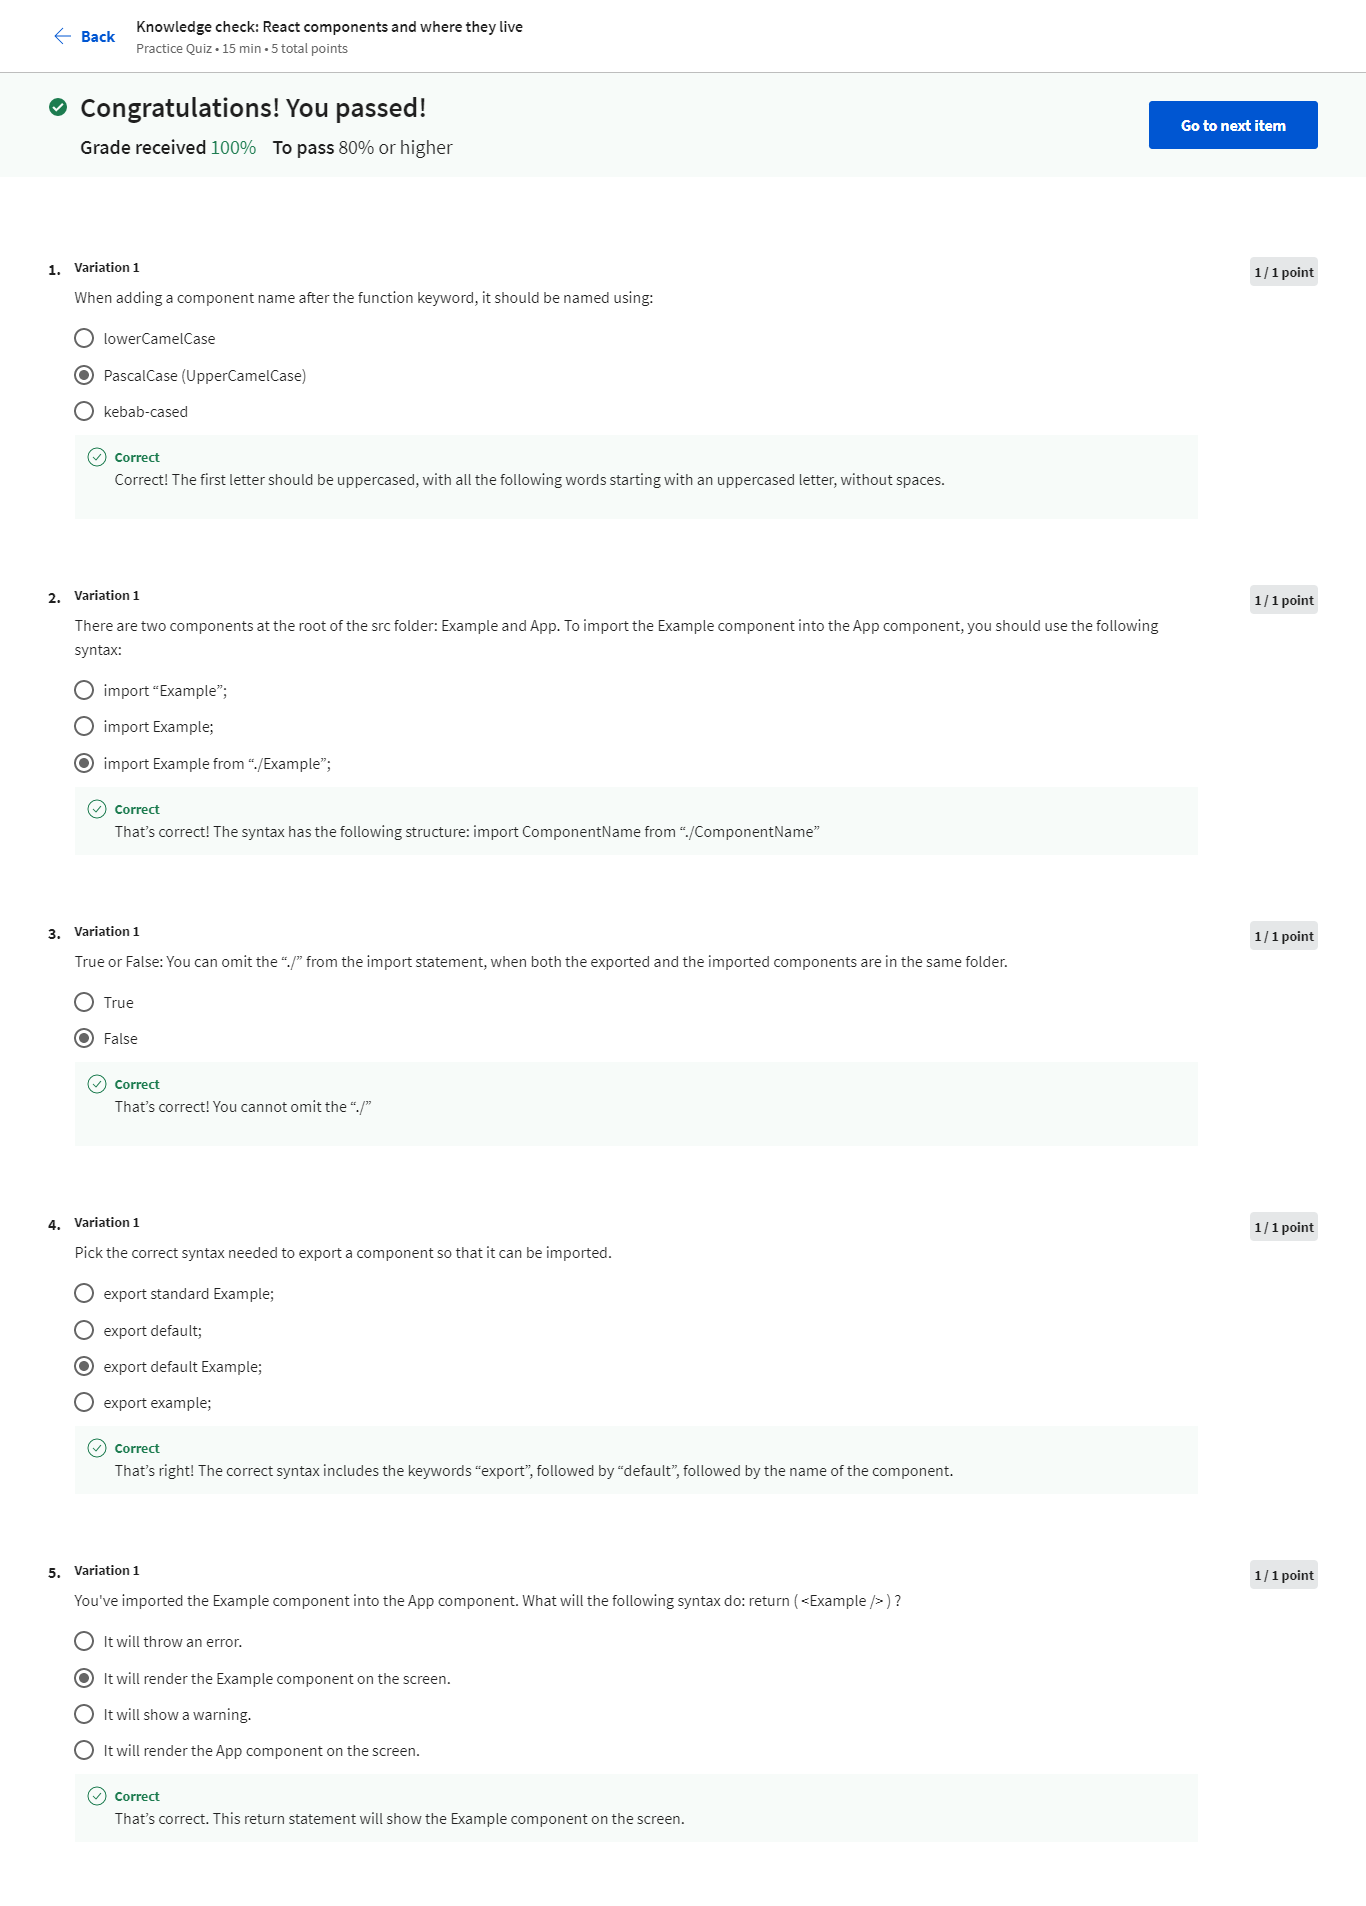 Back
Knowledge check: React components and where they live
Practice Quiz • 15 min • 5 total points
Congratulations! You passed!
Grade received 100% To pass 80% or higher
Go to next item
1. Variation 1
1 / 1 point
When adding a component name after the function keyword, it should be named using:
lowerCamelCase
PascalCase (UpperCamelCase)
kebab-cased
Correct
Correct! The first letter should be uppercased, with all the following words starting with an uppercased letter, without spaces.
2. Variation 1
1 / 1 point
There are two components at the root of the src folder: Example and App. To import the Example component into the App component, you should use the following
syntax:
import “Example”;
import Example;
import Example from “./Example”;
Correct
That’s correct! The syntax has the following structure: import ComponentName from “./ComponentName”
3. Variation 1
1 / 1 point
True or False: You can omit the “./” from the import statement, when both the exported and the imported components are in the same folder.
True
False
Correct
That’s correct! You cannot omit the “./”
4. Variation 1
1 / 1 point
Pick the correct syntax needed to export a component so that it can be imported.
export standard Example;
export default;
export default Example;
export example;
Correct
That’s right! The correct syntax includes the keywords “export”, followed by “default”, followed by the name of the component.
5. Variation 1
1 / 1 point
You've imported the Example component into the App component. What will the following syntax do: return ( <Example /> ) ?
It will throw an error.
It will render the Example component on the screen.
It will show a warning.
It will render the App component on the screen.
Correct
That’s correct. This return statement will show the Example component on the screen.